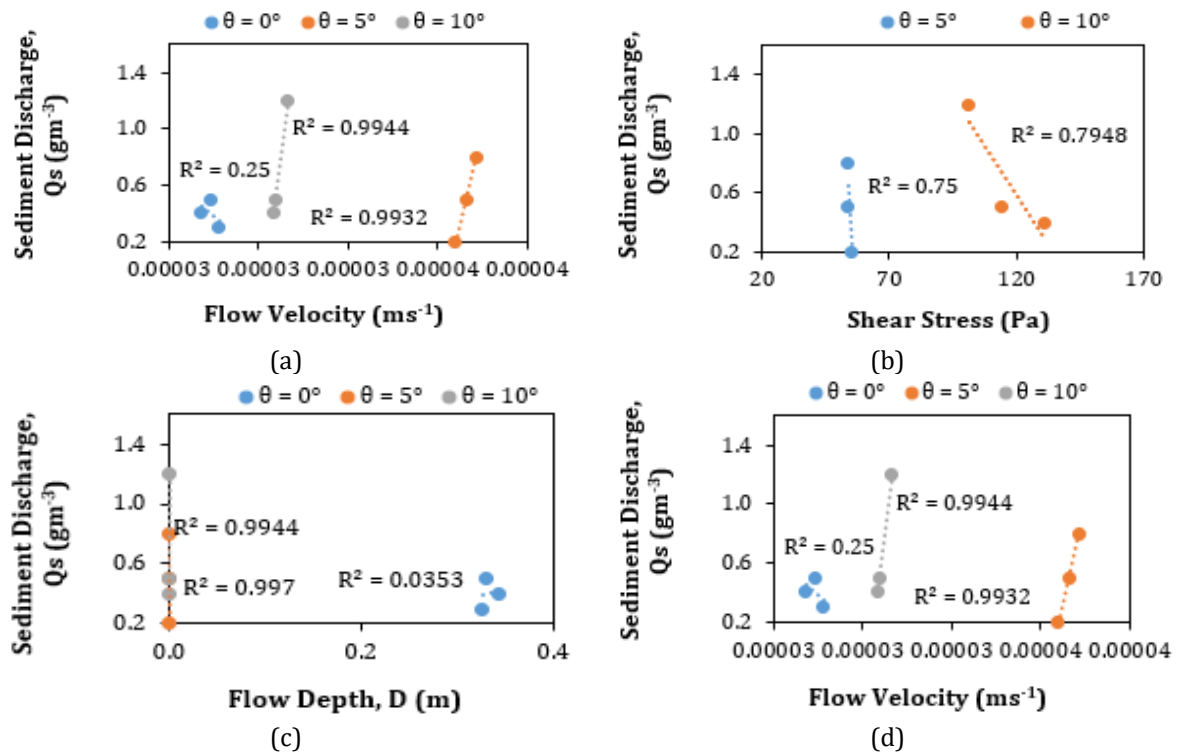 θ = 0° θ = 5° θ = 10°
Sediment Discharge,
Qs (gm⁻³)
1.4
1.0
0.6
0.2
R² = 0.9944
R² = 0.25
R² = 0.9932
0.00003 0.00003 0.00003 0.00004 0.00004
Flow Velocity (ms⁻¹)
(a)
θ = 5° θ = 10°
Sediment Discharge,
Qs (gm⁻³)
1.4
1.0
0.6
0.2
R² = 0.7948
R² = 0.75
20 70 120 170
Shear Stress (Pa)
(b)
θ = 0° θ = 5° θ = 10°
Sediment Discharge,
Qs (gm⁻³)
1.4
1.0
0.6
0.2
R² = 0.9944
R² = 0.997
R² = 0.0353
0.0 0.2 0.4
Flow Depth, D (m)
(c)
θ = 0° θ = 5° θ = 10°
Sediment Discharge,
Qs (gm⁻³)
1.4
1.0
0.6
0.2
R² = 0.9944
R² = 0.25
R² = 0.9932
0.00003 0.00003 0.00003 0.00004 0.00004
Flow Velocity (ms⁻¹)
(d)